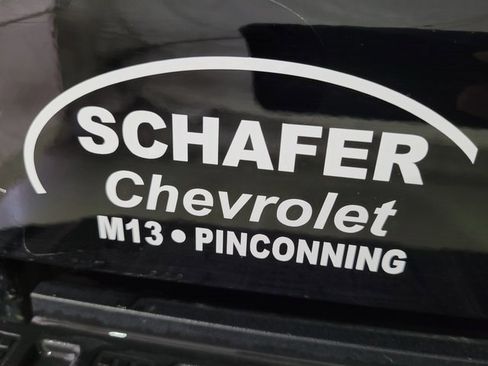 SCHAFER
Chevrolet
M13 • PINCONNING